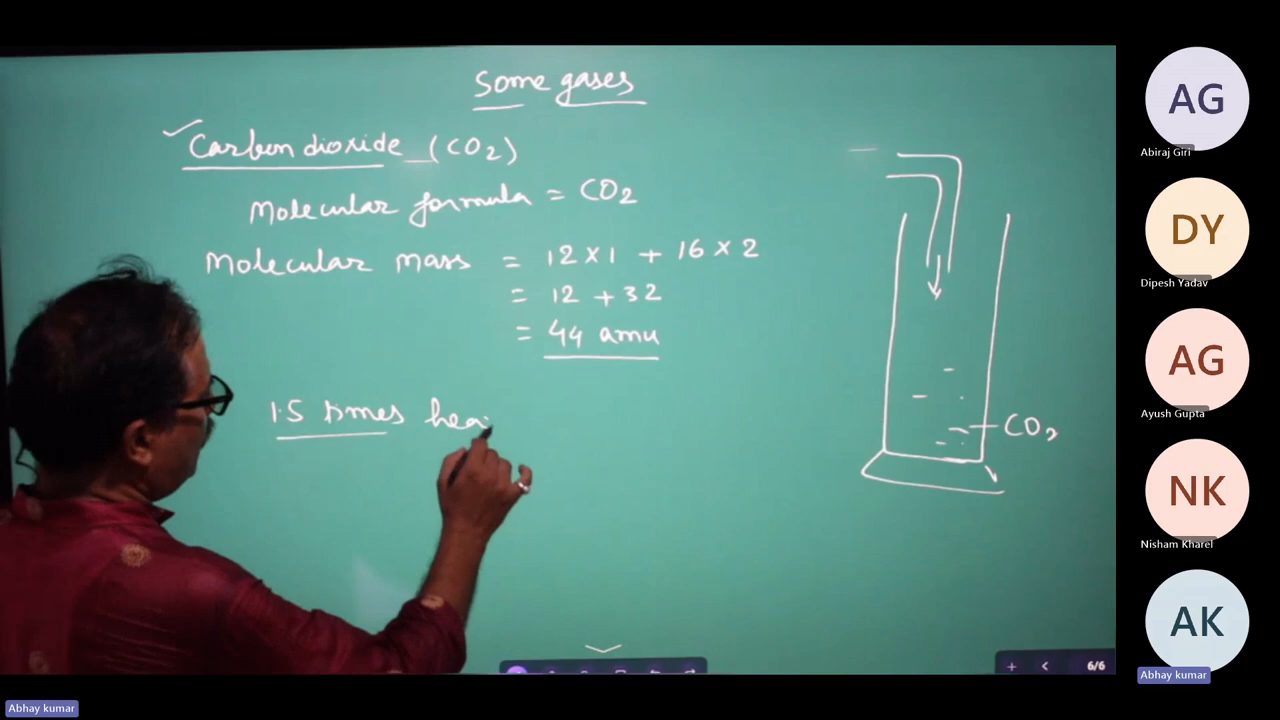 Some gases
Carbon dioxide (CO2)
Molecular formula = CO2
Molecular mass = 12 x 1 + 16 x 2
= 12 + 32
= 44 amu
1.5 times hea
CO2
6/6
AG
Abiraj Giri
DY
Dipesh Yadav
AG
Ayush Gupta
NK
Nisham Kharel
AK
Abhay kumar
Abhay kumar